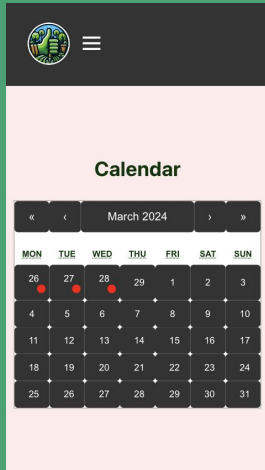 Calendar
« ‹ March 2024 › »
MON TUE WED THU FRI SAT SUN
26 27 28 29 1 2 3
4 5 6 7 8 9 10
11 12 13 14 15 16 17
18 19 20 21 22 23 24
25 26 27 28 29 30 31